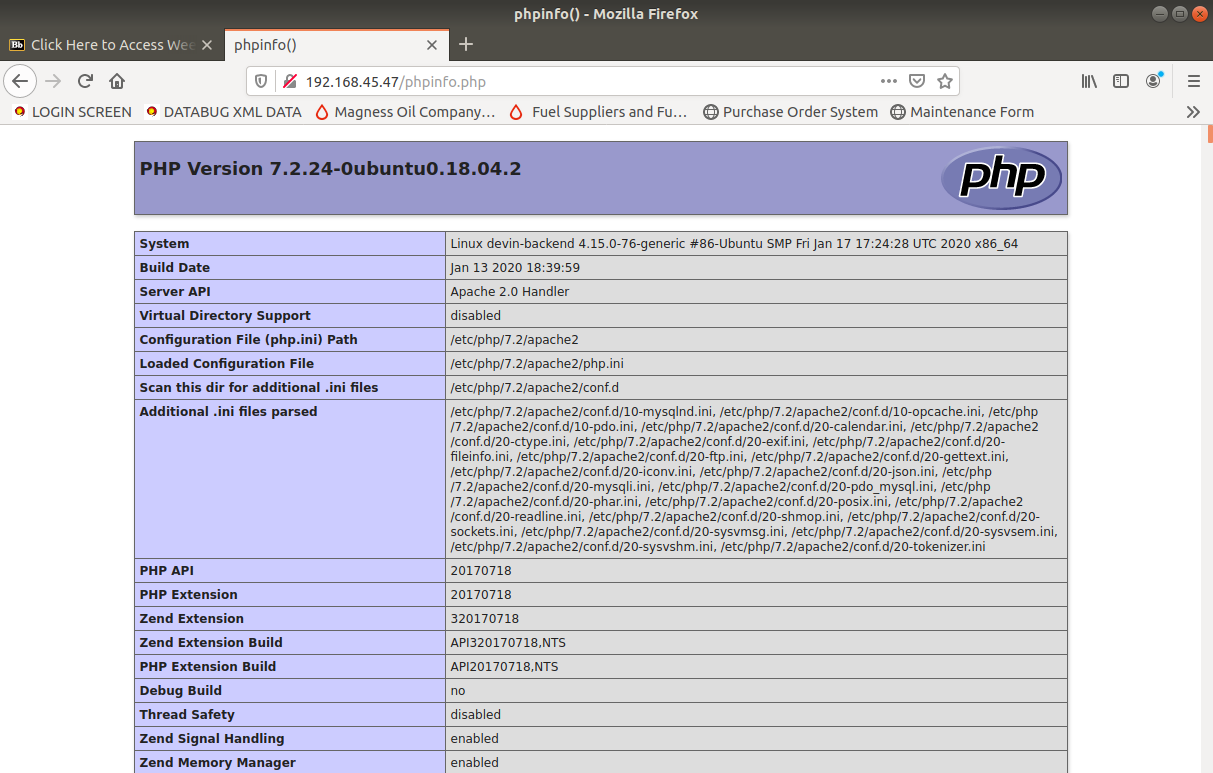 phpinfo() - Mozilla Firefox
Bb Click Here to Access Wee
phpinfo()
192.168.45.47/phpinfo.php
LOGIN SCREEN DATABUG XML DATA Magness Oil Company… Fuel Suppliers and Fu… Purchase Order System Maintenance Form
PHP Version 7.2.24-0ubuntu0.18.04.2
php
System Linux devin-backend 4.15.0-76-generic #86-Ubuntu SMP Fri Jan 17 17:24:28 UTC 2020 x86_64
Build Date Jan 13 2020 18:39:59
Server API Apache 2.0 Handler
Virtual Directory Support disabled
Configuration File (php.ini) Path /etc/php/7.2/apache2
Loaded Configuration File /etc/php/7.2/apache2/php.ini
Scan this dir for additional .ini files /etc/php/7.2/apache2/conf.d
Additional .ini files parsed /etc/php/7.2/apache2/conf.d/10-mysqlnd.ini, /etc/php/7.2/apache2/conf.d/10-opcache.ini, /etc/php
/7.2/apache2/conf.d/10-pdo.ini, /etc/php/7.2/apache2/conf.d/20-calendar.ini, /etc/php/7.2/apache2
/conf.d/20-ctype.ini, /etc/php/7.2/apache2/conf.d/20-exif.ini, /etc/php/7.2/apache2/conf.d/20-
fileinfo.ini, /etc/php/7.2/apache2/conf.d/20-ftp.ini, /etc/php/7.2/apache2/conf.d/20-gettext.ini,
/etc/php/7.2/apache2/conf.d/20-iconv.ini, /etc/php/7.2/apache2/conf.d/20-json.ini, /etc/php
/7.2/apache2/conf.d/20-mysqli.ini, /etc/php/7.2/apache2/conf.d/20-pdo_mysql.ini, /etc/php
/7.2/apache2/conf.d/20-phar.ini, /etc/php/7.2/apache2/conf.d/20-posix.ini, /etc/php/7.2/apache2
/conf.d/20-readline.ini, /etc/php/7.2/apache2/conf.d/20-shmop.ini, /etc/php/7.2/apache2/conf.d/20-
sockets.ini, /etc/php/7.2/apache2/conf.d/20-sysvmsg.ini, /etc/php/7.2/apache2/conf.d/20-sysvsem.ini,
/etc/php/7.2/apache2/conf.d/20-sysvshm.ini, /etc/php/7.2/apache2/conf.d/20-tokenizer.ini
PHP API 20170718
PHP Extension 20170718
Zend Extension 320170718
Zend Extension Build API320170718,NTS
PHP Extension Build API20170718,NTS
Debug Build no
Thread Safety disabled
Zend Signal Handling enabled
Zend Memory Manager enabled